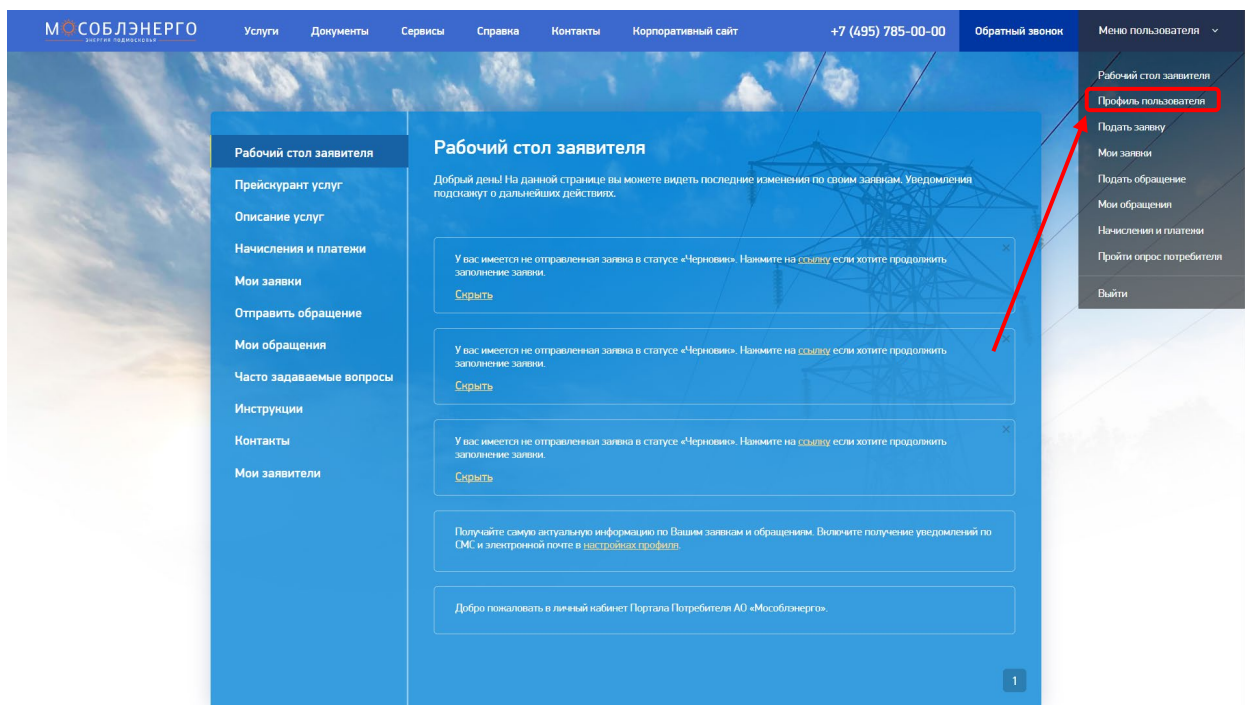 МОСОБЛЭНЕРГО
ЭНЕРГИЯ ПОДМОСКОВЬЯ
Услуги Документы Сервисы Справка Контакты Корпоративный сайт +7 (495) 785-00-00 Обратный звонок Меню пользователя
Рабочий стол заявителя
Профиль пользователя
Подать заявку
Мои заявки
Подать обращение
Мои обращения
Начисления и платежи
Пройти опрос потребителя
Выйти
Рабочий стол заявителя
Прейскурант услуг
Описание услуг
Начисления и платежи
Мои заявки
Отправить обращение
Мои обращения
Часто задаваемые вопросы
Инструкции
Контакты
Мои заявители
Рабочий стол заявителя
Добрый день! На данной странице вы можете видеть последние изменения по своим заявкам. Уведомления
подскажут о дальнейших действиях.
У вас имеется не отправленная заявка в статусе «Черновик». Нажмите на ссылку если хотите продолжить
заполнение заявки.
Скрыть
У вас имеется не отправленная заявка в статусе «Черновик». Нажмите на ссылку если хотите продолжить
заполнение заявки.
Скрыть
У вас имеется не отправленная заявка в статусе «Черновик». Нажмите на ссылку если хотите продолжить
заполнение заявки.
Скрыть
Получайте самую актуальную информацию по Вашим заявкам и обращениям. Включите получение уведомлений по
СМС и электронной почте в настройках профиля.
Добро пожаловать в личный кабинет Портала Потребителя АО «Мособлэнерго».
1